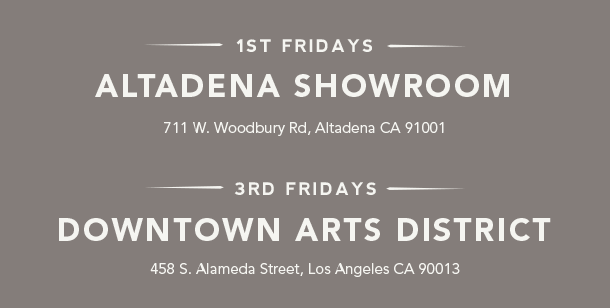 1ST FRIDAYS
ALTADENA SHOWROOM
711 W. Woodbury Rd, Altadena CA 91001
3RD FRIDAYS
DOWNTOWN ARTS DISTRICT
458 S. Alameda Street, Los Angeles CA 90013